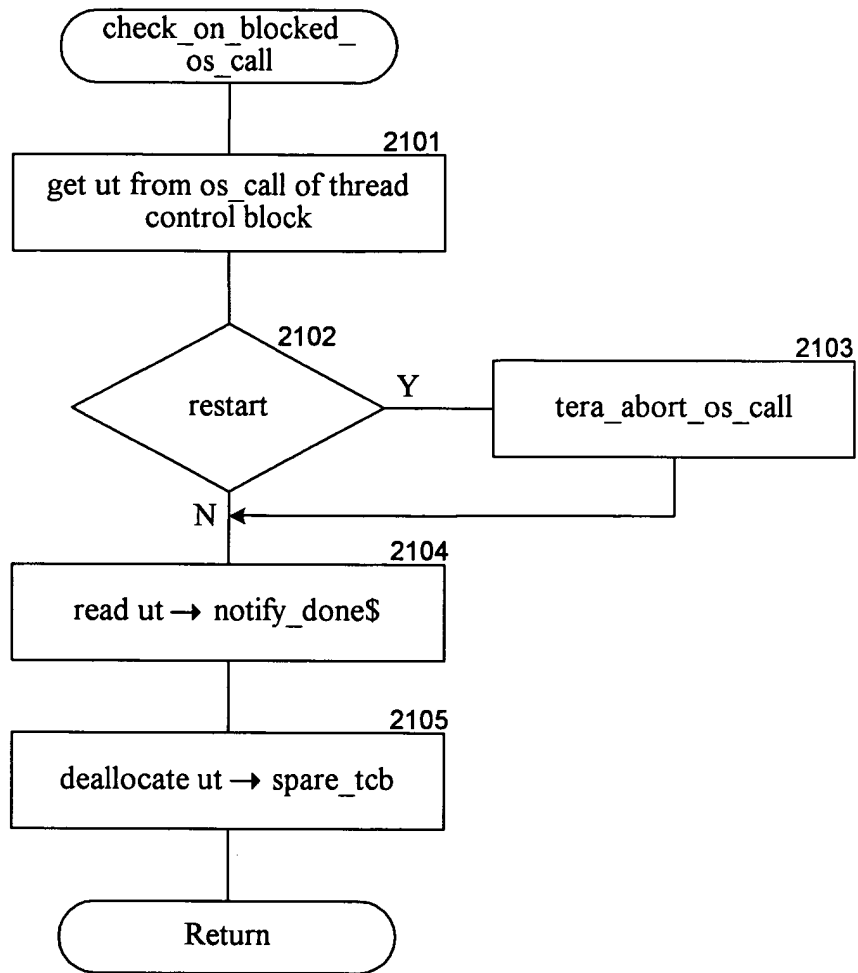 check_on_blocked_
os_call
2101
get ut from os_call of thread
control block
2102
restart
Y
2103
tera_abort_os_call
N
2104
read ut → notify_done$
2105
deallocate ut → spare_tcb
Return